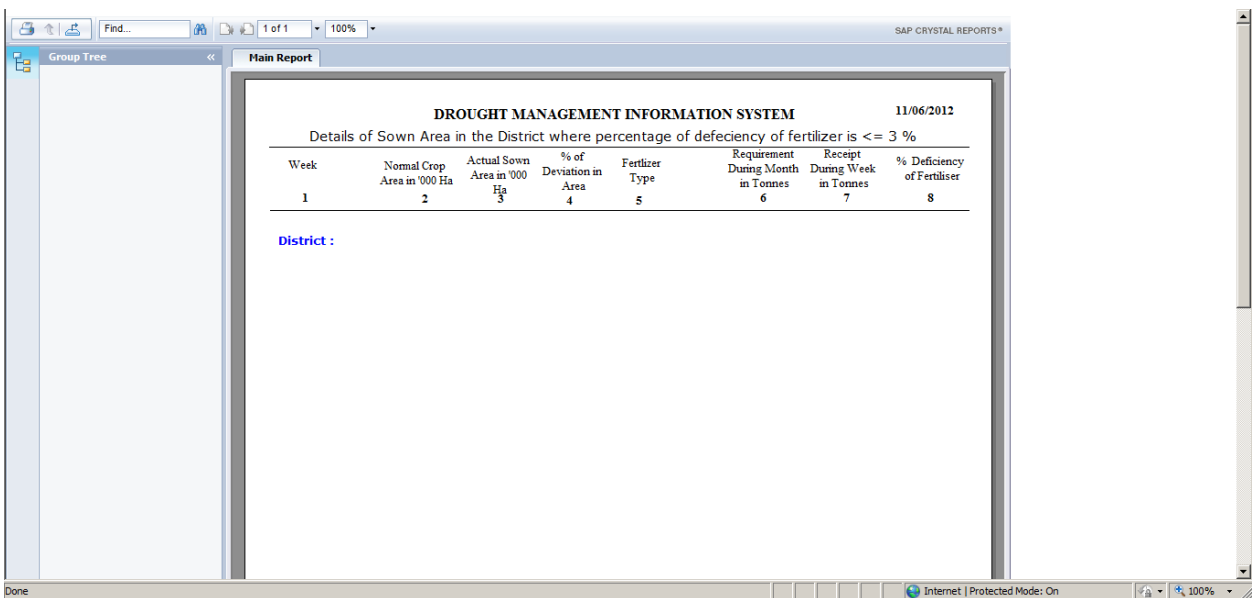 Find...
1 of 1
100%
SAP CRYSTAL REPORTS®
Group Tree
«
Main Report
DROUGHT MANAGEMENT INFORMATION SYSTEM
11/06/2012
Details of Sown Area in the District where percentage of defeciency of fertilizer is <= 3 %
Week
Normal Crop
Area in '000 Ha
Actual Sown
Area in '000
Ha
% of
Deviation in
Area
Fertlizer
Type
Requirement
During Month
in Tonnes
Receipt
During Week
in Tonnes
% Deficiency
of Fertiliser
1 2 3 4 5 6 7 8
District :
Done
Internet | Protected Mode: On
100%